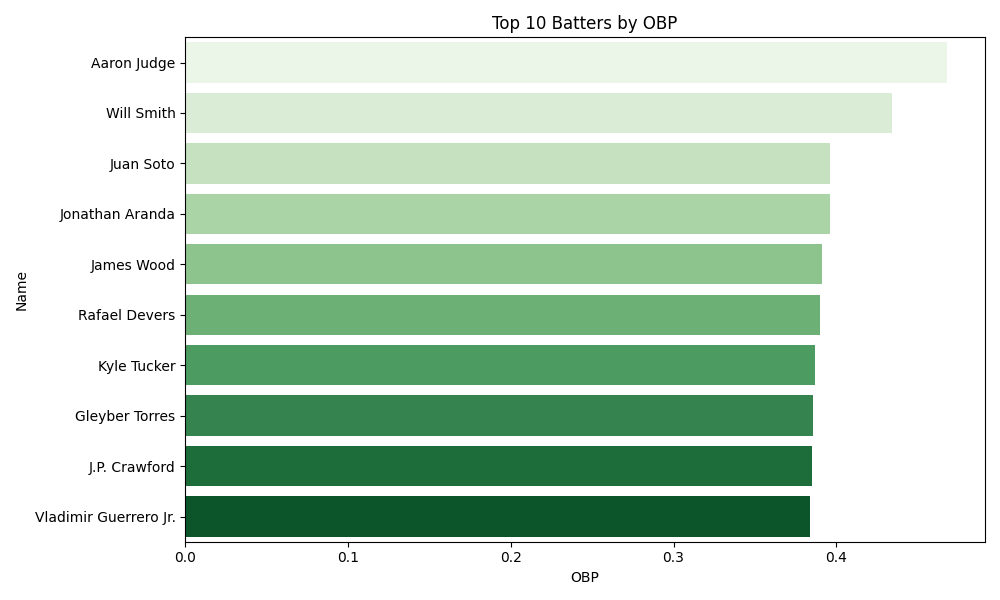 Top 10 Batters by OBP
Aaron Judge
Will Smith
Juan Soto
Jonathan Aranda
James Wood
Rafael Devers
Kyle Tucker
Gleyber Torres
J.P. Crawford
Vladimir Guerrero Jr.
Name
0.0 0.1 0.2 0.3 0.4
OBP